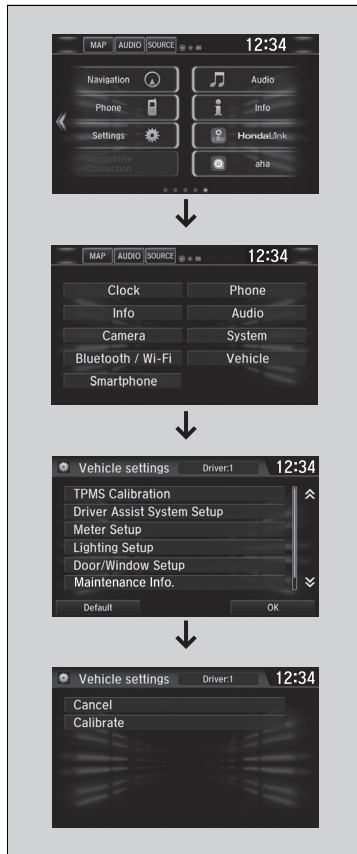 MAP AUDIO SOURCE 12:34
Navigation Audio
Phone Info
Settings HondaLink
Smartphone Connection aha
MAP AUDIO SOURCE 12:34
Clock Phone
Info Audio
Camera System
Bluetooth / Wi-Fi Vehicle
Smartphone
Vehicle settings Driver:1 12:34
TPMS Calibration
Driver Assist System Setup
Meter Setup
Lighting Setup
Door/Window Setup
Maintenance Info.
Default OK
Vehicle settings Driver:1 12:34
Cancel
Calibrate